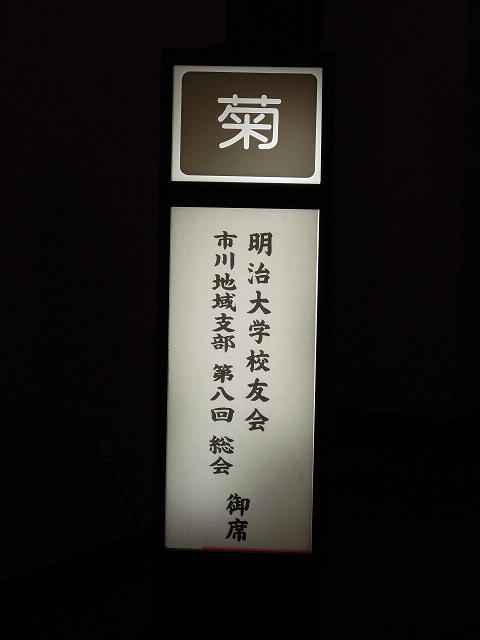 菊
明治大学校友会
市川地域支部 第八回 総会
御席